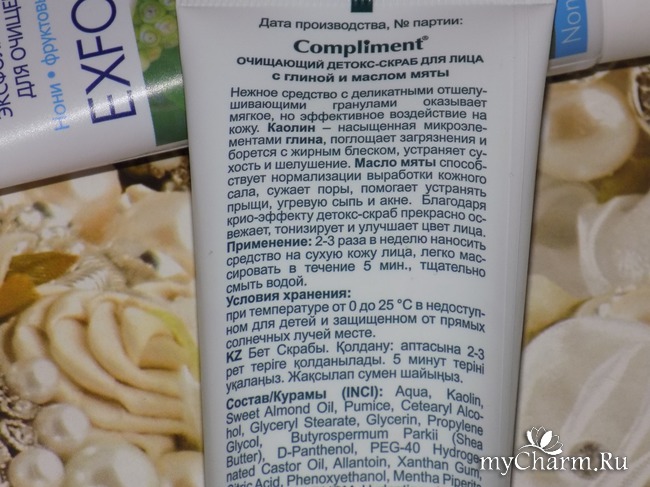 Дата производства, № партии:
Compliment®
ОЧИЩАЮЩИЙ ДЕТОКС-СКРАБ ДЛЯ ЛИЦА
С ГЛИНОЙ И МАСЛОМ МЯТЫ
Нежное средство с деликатными отшелу-
шивающими гранулами оказывает
мягкое, но эффективное воздействие на
кожу. Каолин – насыщенная микроэле-
ментами глина, поглощает загрязнения и
борется с жирным блеском, устраняет су-
хость и шелушение. Масло мяты способ-
ствует нормализации выработки кожного
сала, сужает поры, помогает устранять
прыщи, угревую сыпь и акне. Благодаря
крио-эффекту детокс-скраб прекрасно ос-
вежает, тонизирует и улучшает цвет лица.
Применение: 2-3 раза в неделю наносить
средство на сухую кожу лица, легко мас-
сировать в течение 5 мин., тщательно
смыть водой.
Условия хранения:
при температуре от 0 до 25 °С в недоступ-
ном для детей и защищенном от прямых
солнечных лучей месте.
KZ Бет Скрабы. Қолдану: аптасына 2-3
рет теріге қолданылады. 5 минут теріні
уқалаңыз. Жақсылап сумен шайыңыз.
Состав/Курамы (INCI): Aqua, Kaolin,
Sweet Almond Oil, Pumice, Cetearyl Alco-
hol, Glyceryl Stearate, Glycerin, Propylene
Glycol, Butyrospermum Parkii (Shea
Butter), D-Panthenol, PEG-40 Hydroge-
nated Castor Oil, Allantoin, Xanthan Gum,
Citric Acid, Phenoxyethanol, Mentha Piperita
ДЛЯ ОЧИЩЕ
Нони • фруктовы
EXFO
Non
myCharm.Ru